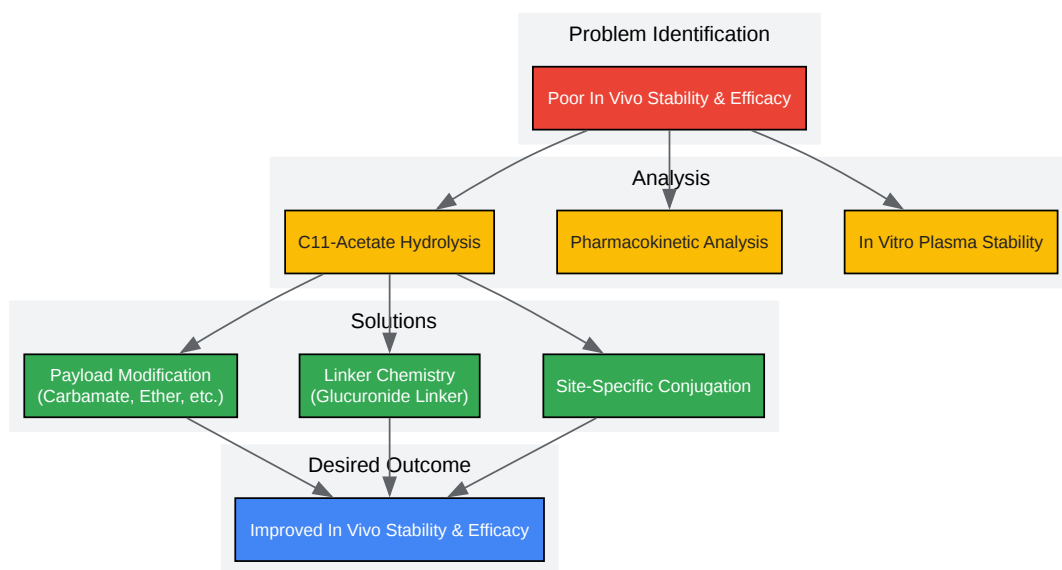 Problem Identification
Poor In Vivo Stability & Efficacy
Analysis
C11-Acetate Hydrolysis
Pharmacokinetic Analysis
In Vitro Plasma Stability
Solutions
Payload Modification
(Carbamate, Ether, etc.)
Linker Chemistry
(Glucuronide Linker)
Site-Specific Conjugation
Desired Outcome
Improved In Vivo Stability & Efficacy